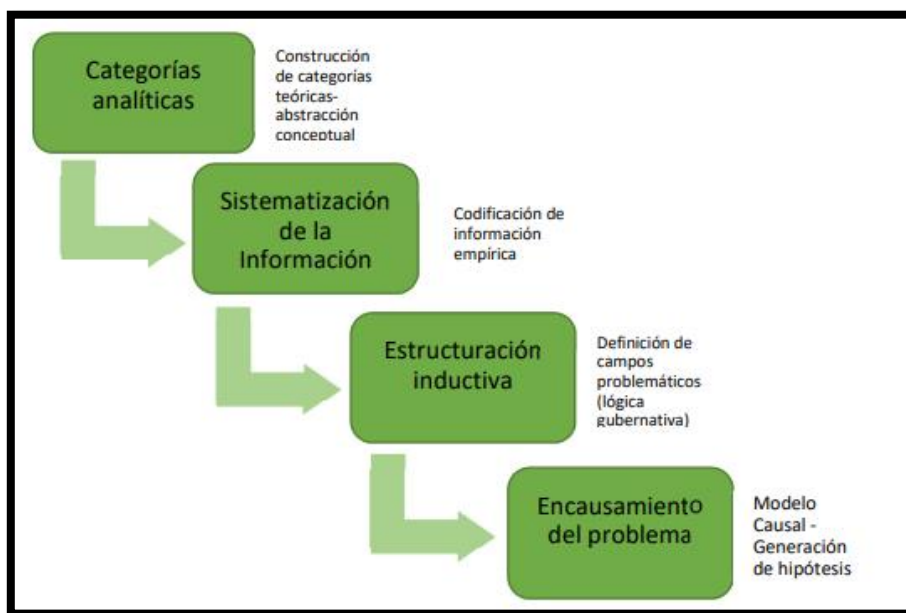 Categorías
analíticas
Construcción
de categorías
teóricas-
abstracción
conceptual
Sistematización
de la
Información
Codificación de
información
empírica
Estructuración
inductiva
Definición de
campos
problemáticos
(lógica
gubernativa)
Encausamiento
del problema
Modelo
Causal -
Generación
de hipótesis